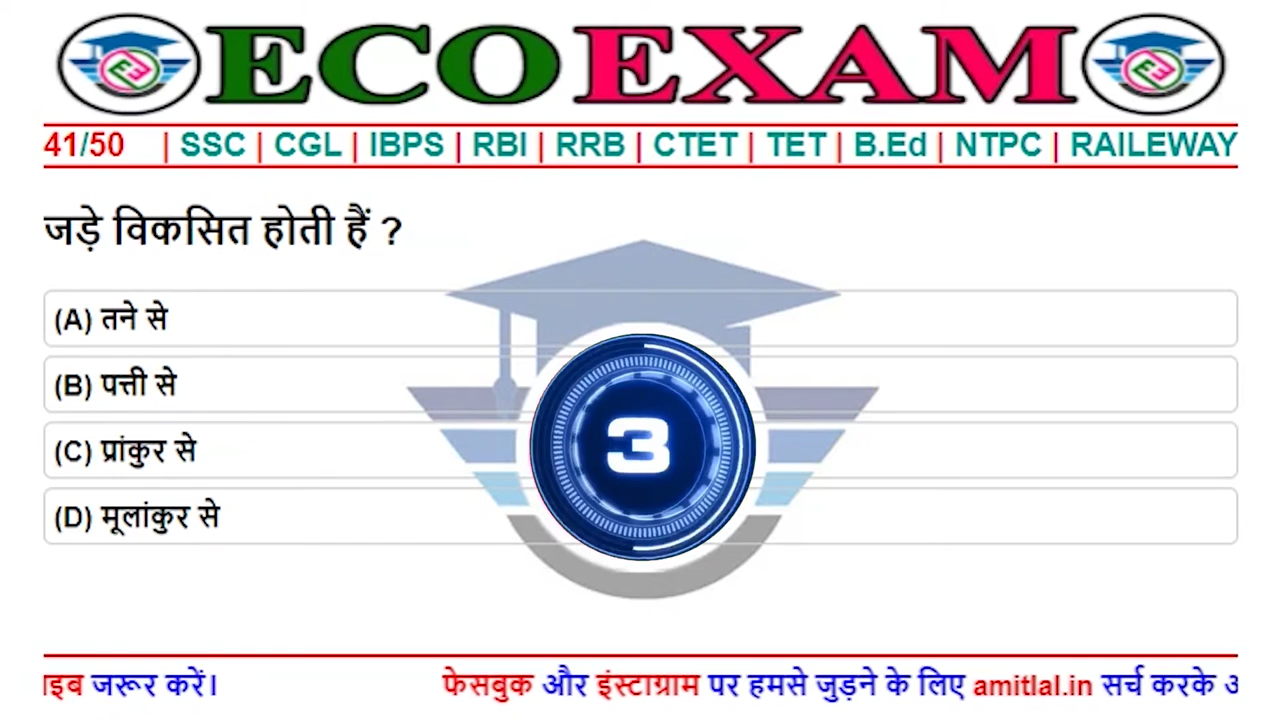 ECOEXAM
41/50 | SSC | CGL | IBPS | RBI | RRB | CTET | TET | B.Ed | NTPC | RAILEWAY
जड़े विकसित होती हैं ?
(A) तने से
(B) पत्ती से
3
(C) प्रांकुर से
(D) मूलांकुर से
जरूर करें। फेसबुक और इंस्टाग्राम पर हमसे जुड़ने के लिए amitlal.in सर्च करके